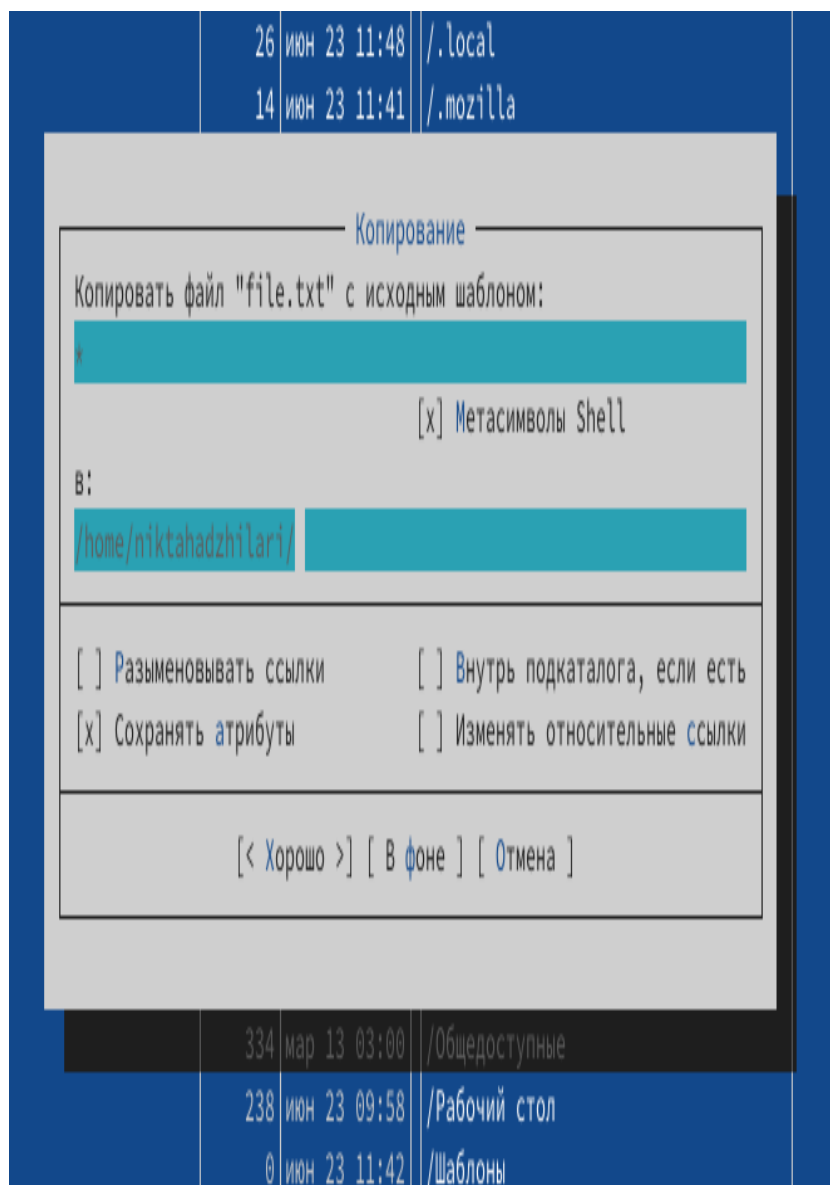 26 июн 23 11:48 /.local
14 июн 23 11:41 /.mozilla
Копирование
Копировать файл "file.txt" с исходным шаблоном:
*
[x] Метасимволы Shell
в:
/home/niktahadzhilari/
[ ] Разыменовывать ссылки [ ] Внутрь подкаталога, если есть
[x] Сохранять атрибуты [ ] Изменять относительные ссылки
[< Хорошо >] [ В фоне ] [ Отмена ]
334 мар 13 03:00 /Общедоступные
238 июн 23 09:58 /Рабочий стол
0 июн 23 11:42 /Шаблоны